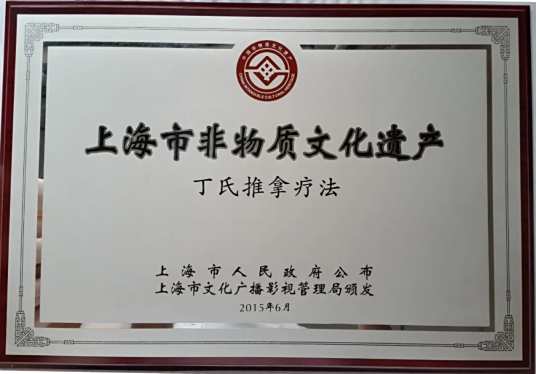 上海市非物质文化遗产
丁氏推拿疗法
上海市人民政府公布
上海市文化广播影视管理局颁发
2015年6月